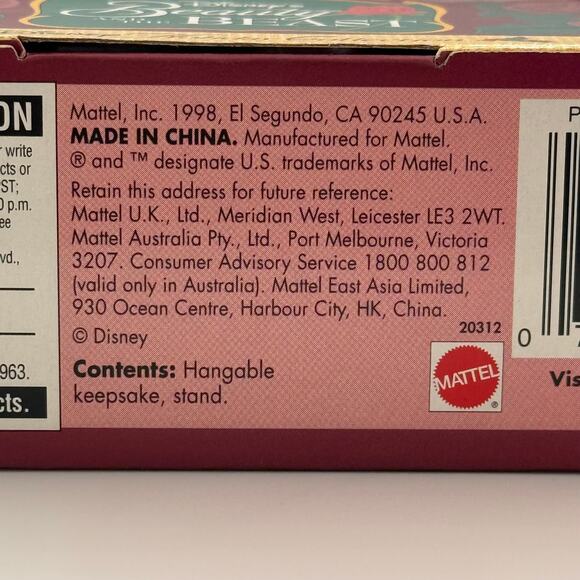 Beauty
BEAST
ON
write
cts or
PST;
p.m.
ee
vd.,
963.
cts.
Mattel, Inc. 1998, El Segundo, CA 90245 U.S.A.
MADE IN CHINA. Manufactured for Mattel.
® and ™ designate U.S. trademarks of Mattel, Inc.
Retain this address for future reference:
Mattel U.K., Ltd., Meridian West, Leicester LE3 2WT.
Mattel Australia Pty., Ltd., Port Melbourne, Victoria
3207. Consumer Advisory Service 1800 800 812
(valid only in Australia). Mattel East Asia Limited,
930 Ocean Centre, Harbour City, HK, China.
© Disney
20312
Contents: Hangable
keepsake, stand.
MATTEL
®
P
0
Vis